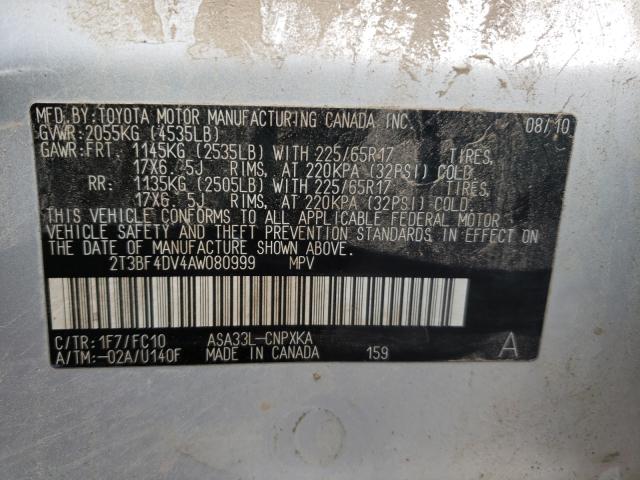 MFD.BY:TOYOTA MOTOR MANUFACTURING CANADA INC. 08/10
GVWR:2055KG (4535LB)
GAWR:FRT. 1145KG (2535LB) WITH 225/65R17 TIRES,
17X6.5J RIMS, AT 220KPA (32PSI) COLD.
RR: 1135KG (2505LB) WITH 225/65R17 TIRES,
17X6.5J RIMS, AT 220KPA (32PSI) COLD.
THIS VEHICLE CONFORMS TO ALL APPLICABLE FEDERAL MOTOR
VEHICLE SAFETY AND THEFT PREVENTION STANDARDS IN EFFECT ON
THE DATE OF MANUFACTURE SHOWN ABOVE.
2T3BF4DV4AW080999 MPV
C/TR:1F7/FC10 ASA33L-CNPXKA
A/TM:-02A/U140F MADE IN CANADA 159 A